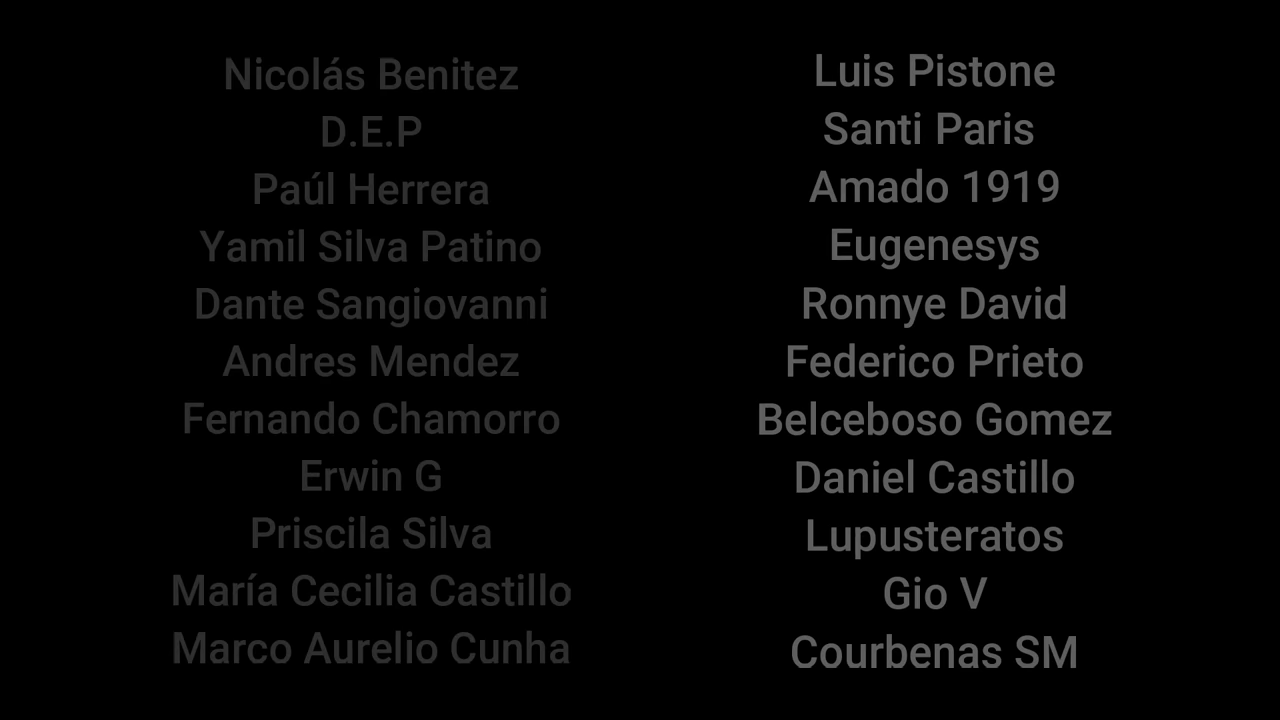 Nicolás Benitez
D.E.P
Paúl Herrera
Yamil Silva Patino
Dante Sangiovanni
Andres Mendez
Fernando Chamorro
Erwin G
Priscila Silva
María Cecilia Castillo
Marco Aurelio Cunha
Luis Pistone
Santi Paris
Amado 1919
Eugenesys
Ronnye David
Federico Prieto
Belceboso Gomez
Daniel Castillo
Lupusteratos
Gio V
Courbenas SM